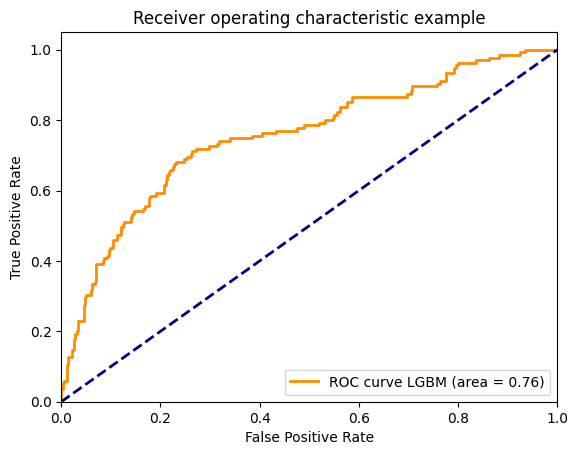 Receiver operating characteristic example
True Positive Rate
1.0
0.8
0.6
0.4
0.2
0.0
ROC curve LGBM (area = 0.76)
0.0 0.2 0.4 0.6 0.8 1.0
False Positive Rate